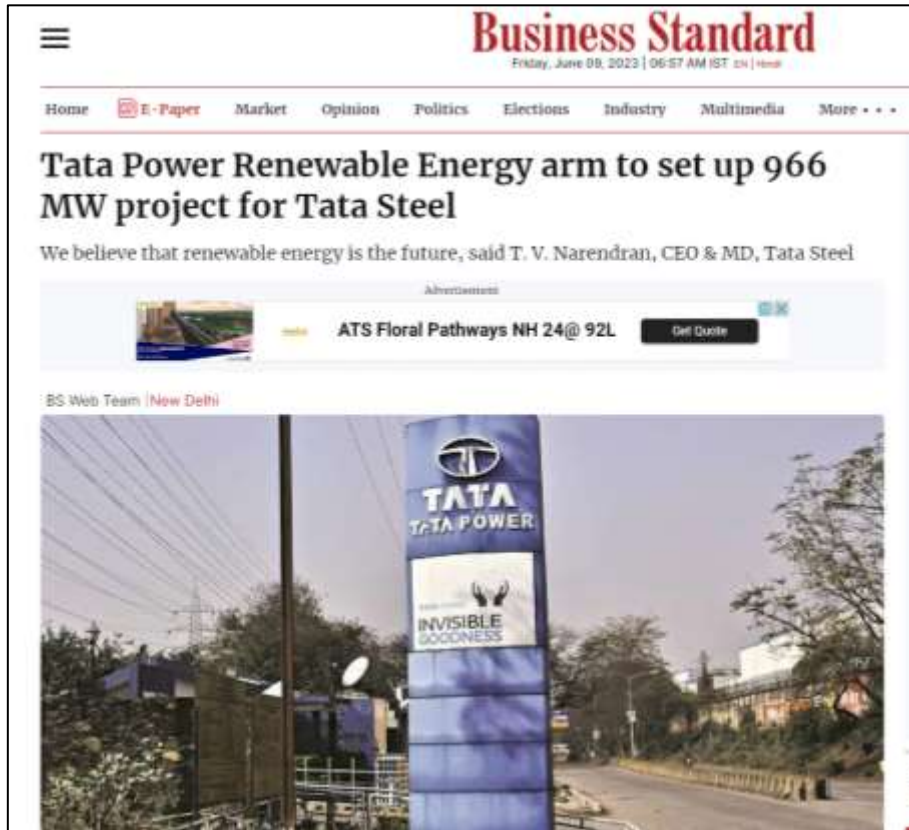 Business Standard
Friday, June 09, 2023 | 06:57 AM IST EN | Hindi
Home E-Paper Market Opinion Politics Elections Industry Multimedia More
Tata Power Renewable Energy arm to set up 966
MW project for Tata Steel
We believe that renewable energy is the future, said T. V. Narendran, CEO & MD, Tata Steel
Advertisement
ATS Floral Pathways NH 24@ 92L Get Quote
BS Web Team |New Delhi
TATA
TATA POWER
INVISIBLE
GOODNESS